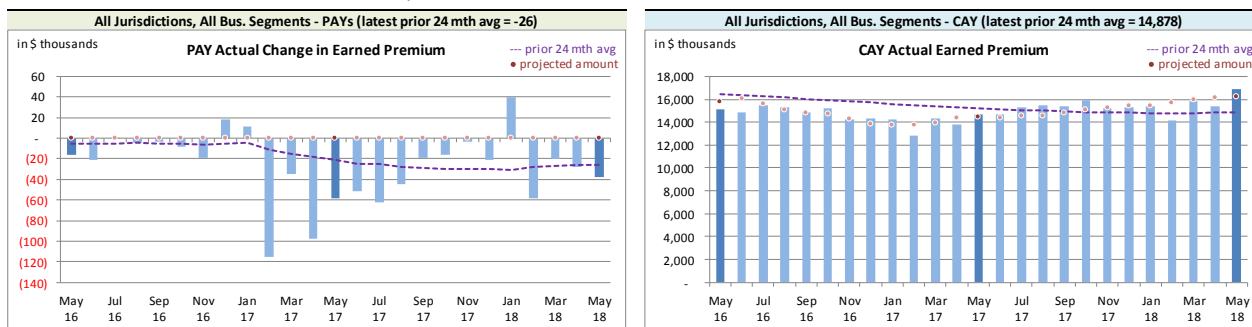 All Jurisdictions, All Bus. Segments - PAYs (latest prior 24 mth avg = -26)
in $ thousands
PAY Actual Change in Earned Premium
--- prior 24 mth avg
• projected amount
60
40
20
-
(20)
(40)
(60)
(80)
(100)
(120)
(140)
May Jul Sep Nov Jan Mar May Jul Sep Nov Jan Mar May
16 16 16 16 17 17 17 17 17 17 18 18 18
All Jurisdictions, All Bus. Segments - CAY (latest prior 24 mth avg = 14,878)
in $ thousands
CAY Actual Earned Premium
--- prior 24 mth avg
• projected amount
18,000
16,000
14,000
12,000
10,000
8,000
6,000
4,000
2,000
-
May Jul Sep Nov Jan Mar May Jul Sep Nov Jan Mar May
16 16 16 16 17 17 17 17 17 17 18 18 18